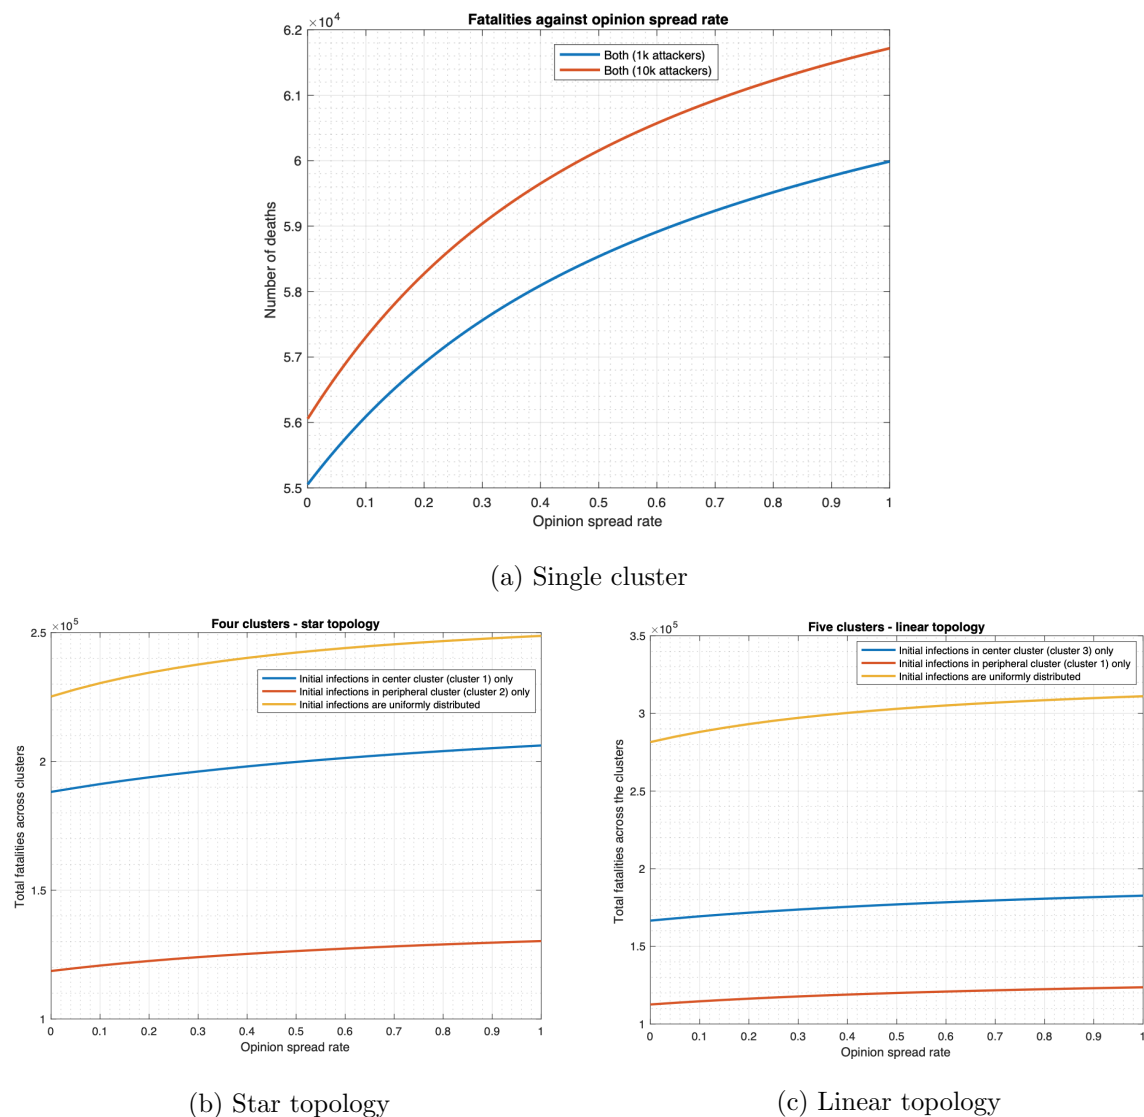 Fatalities against opinion spread rate
×10⁴
Both (1k attackers)
Both (10k attackers)
6.2
6.1
6
5.9
5.8
5.7
5.6
5.5
Number of deaths
0 0.1 0.2 0.3 0.4 0.5 0.6 0.7 0.8 0.9 1
Opinion spread rate
(a) Single cluster
Four clusters - star topology
×10⁵
Initial infections in center cluster (cluster 1) only
Initial infections in peripheral cluster (cluster 2) only
Initial infections are uniformly distributed
2.5
2
1.5
1
Total fatalities across clusters
0 0.1 0.2 0.3 0.4 0.5 0.6 0.7 0.8 0.9 1
Opinion spread rate
(b) Star topology
Five clusters - linear topology
×10⁵
Initial infections in center cluster (cluster 3) only
Initial infections in peripheral cluster (cluster 1) only
Initial infections are uniformly distributed
3.5
3
2.5
2
1.5
1
Total fatalities across the clusters
0 0.1 0.2 0.3 0.4 0.5 0.6 0.7 0.8 0.9 1
Opinion spread rate
(c) Linear topology